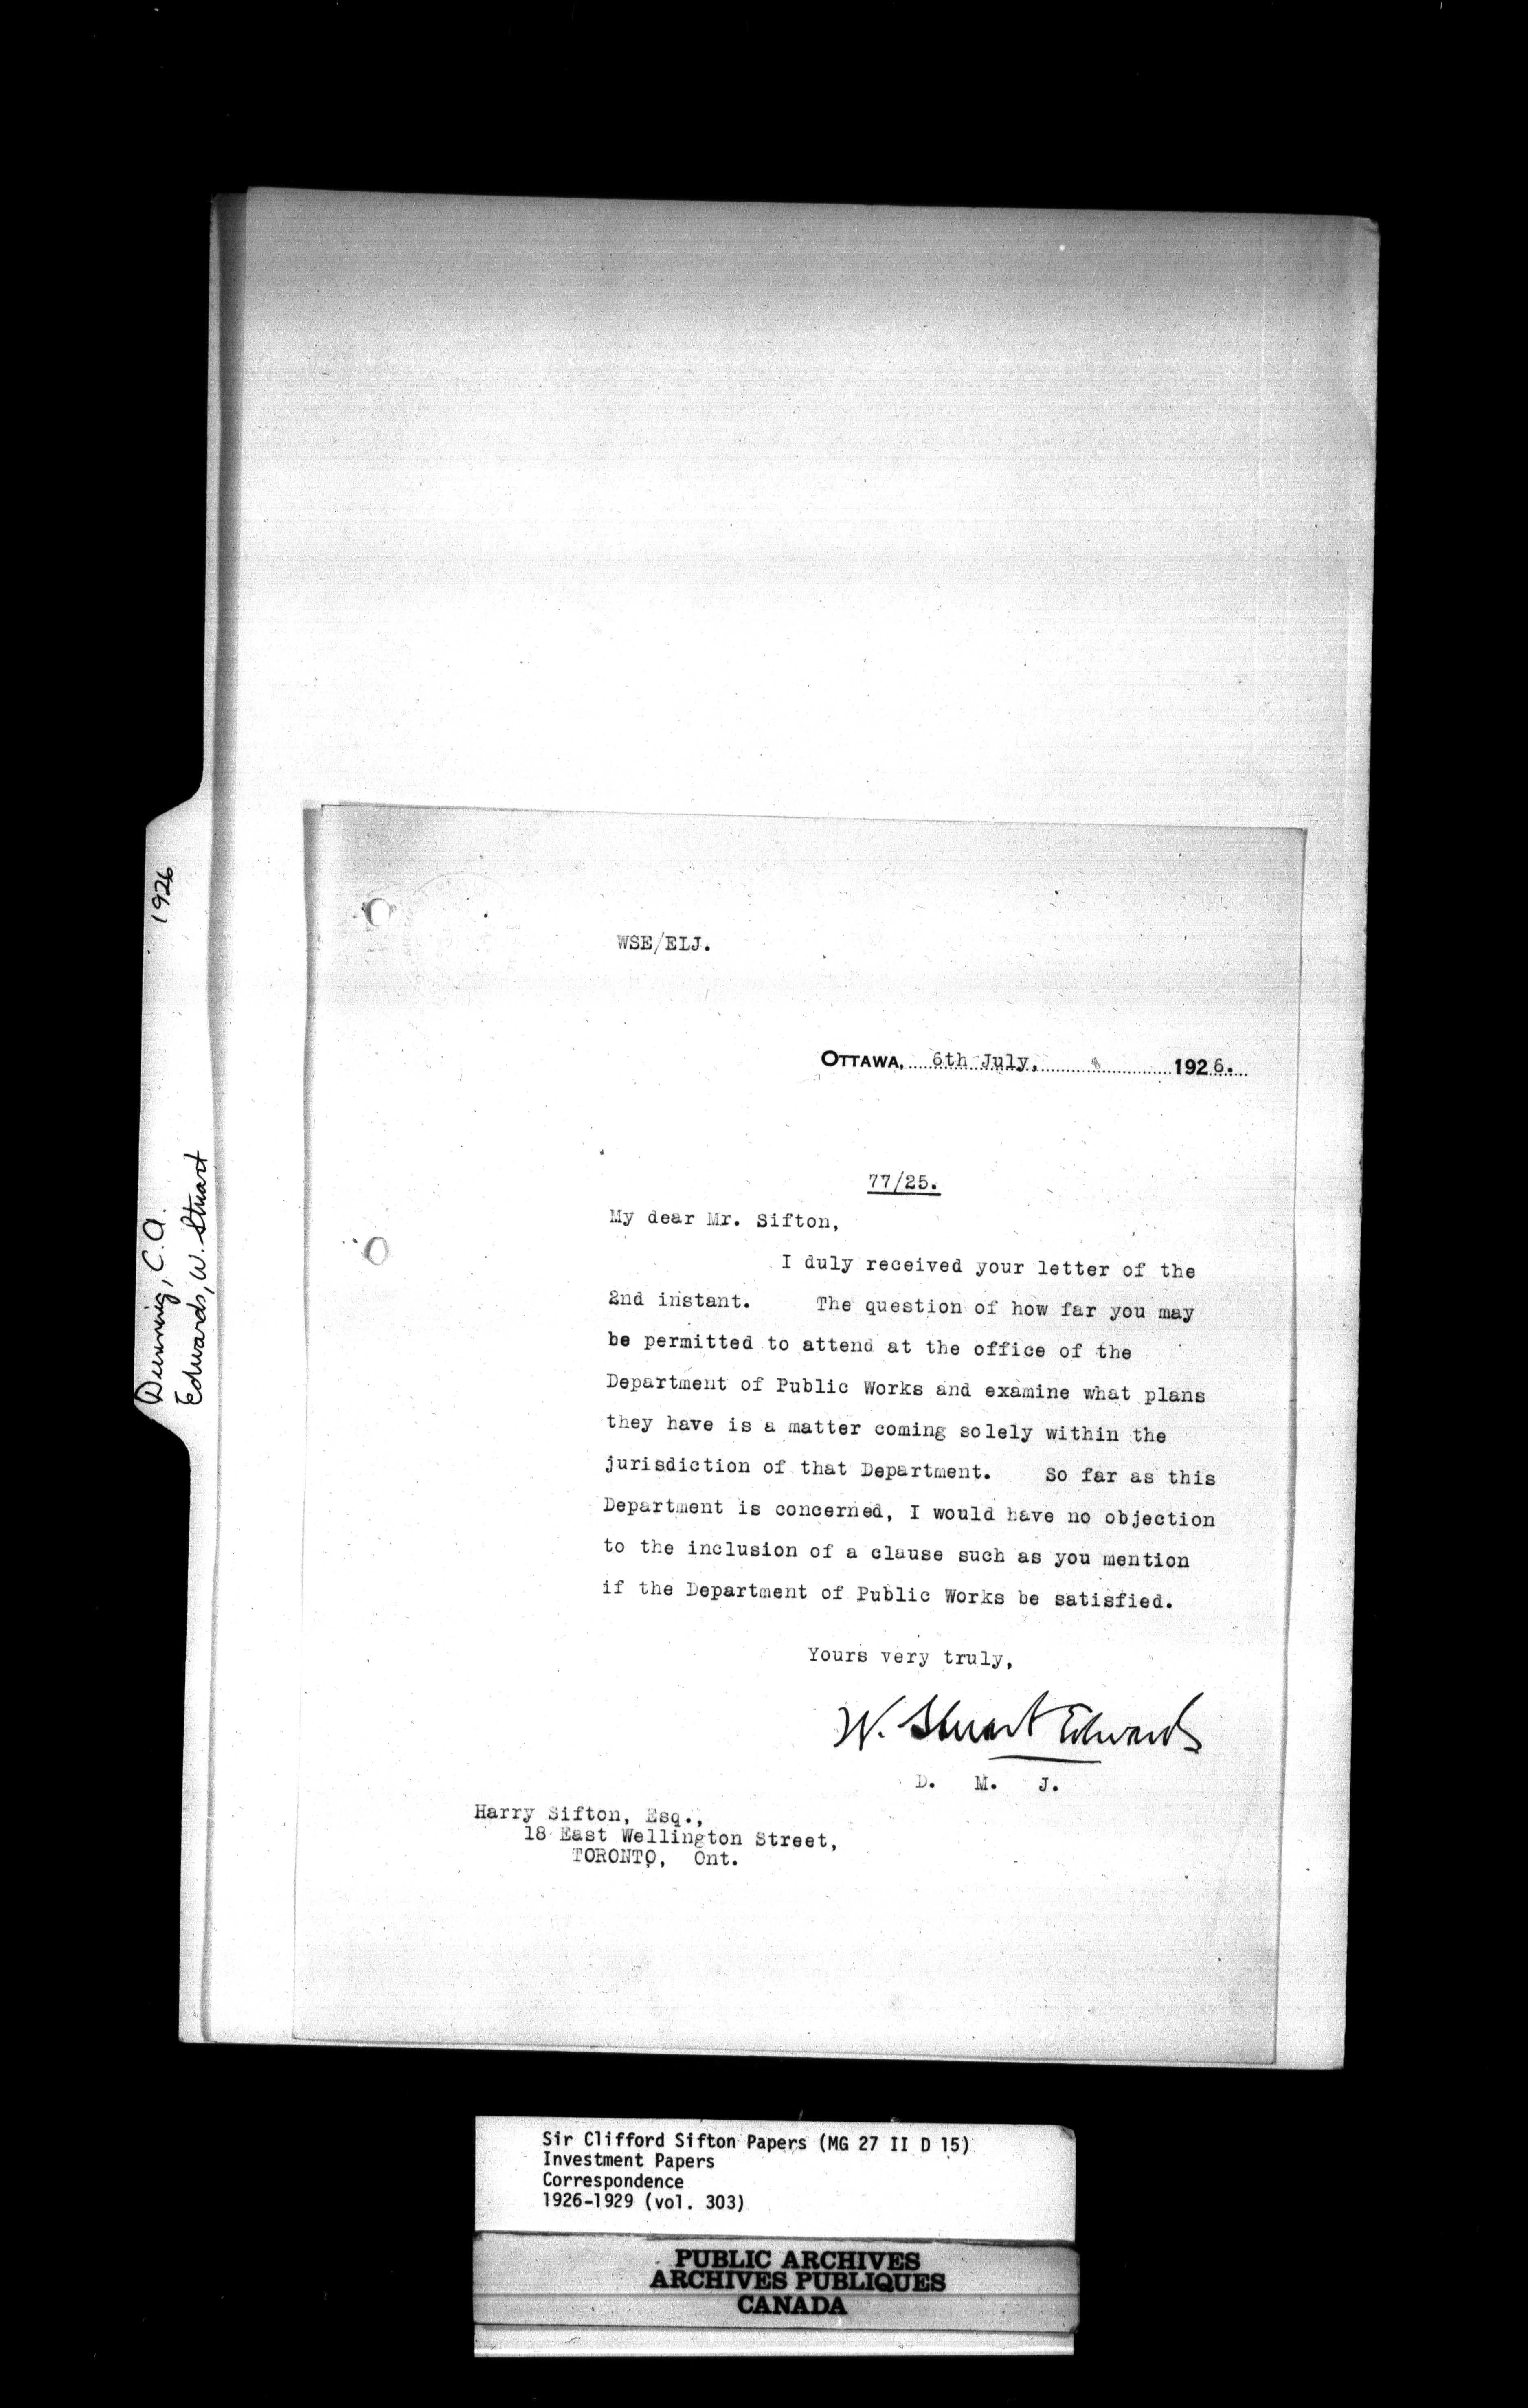 1926
Dunning, C.A.
Edwards, W. Stuart
WSE/ELJ.
OTTAWA, 6th July, 1926.
77/25.
My dear Mr. Sifton,
I duly received your letter of the
2nd instant. The question of how far you may
be permitted to attend at the office of the
Department of Public Works and examine what plans
they have is a matter coming solely within the
jurisdiction of that Department. So far as this
Department is concerned, I would have no objection
to the inclusion of a clause such as you mention
if the Department of Public Works be satisfied.
Yours very truly,
W. Stuart Edwards
D. M. J.
Harry Sifton, Esq.,
18 East Wellington Street,
TORONTO, Ont.
Sir Clifford Sifton Papers (MG 27 II D 15)
Investment Papers
Correspondence
1926-1929 (vol. 303)
PUBLIC ARCHIVES
ARCHIVES PUBLIQUES
CANADA